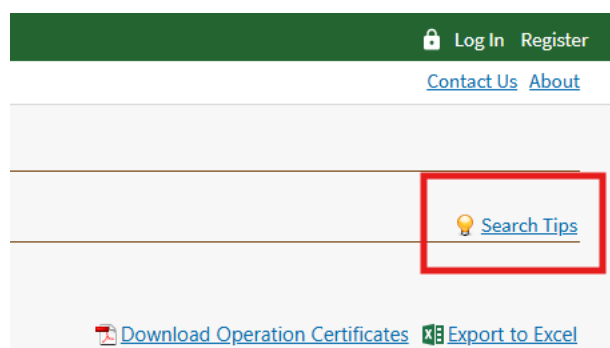 Log In Register
Contact Us About
Search Tips
Download Operation Certificates Export to Excel